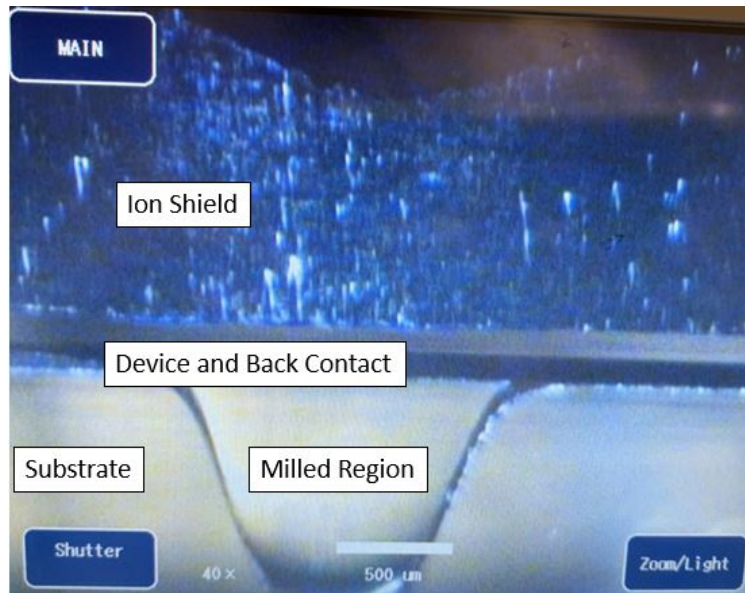 MAIN
Ion Shield
Device and Back Contact
Substrate
Milled Region
Shutter
40×
500 um
Zoom/Light